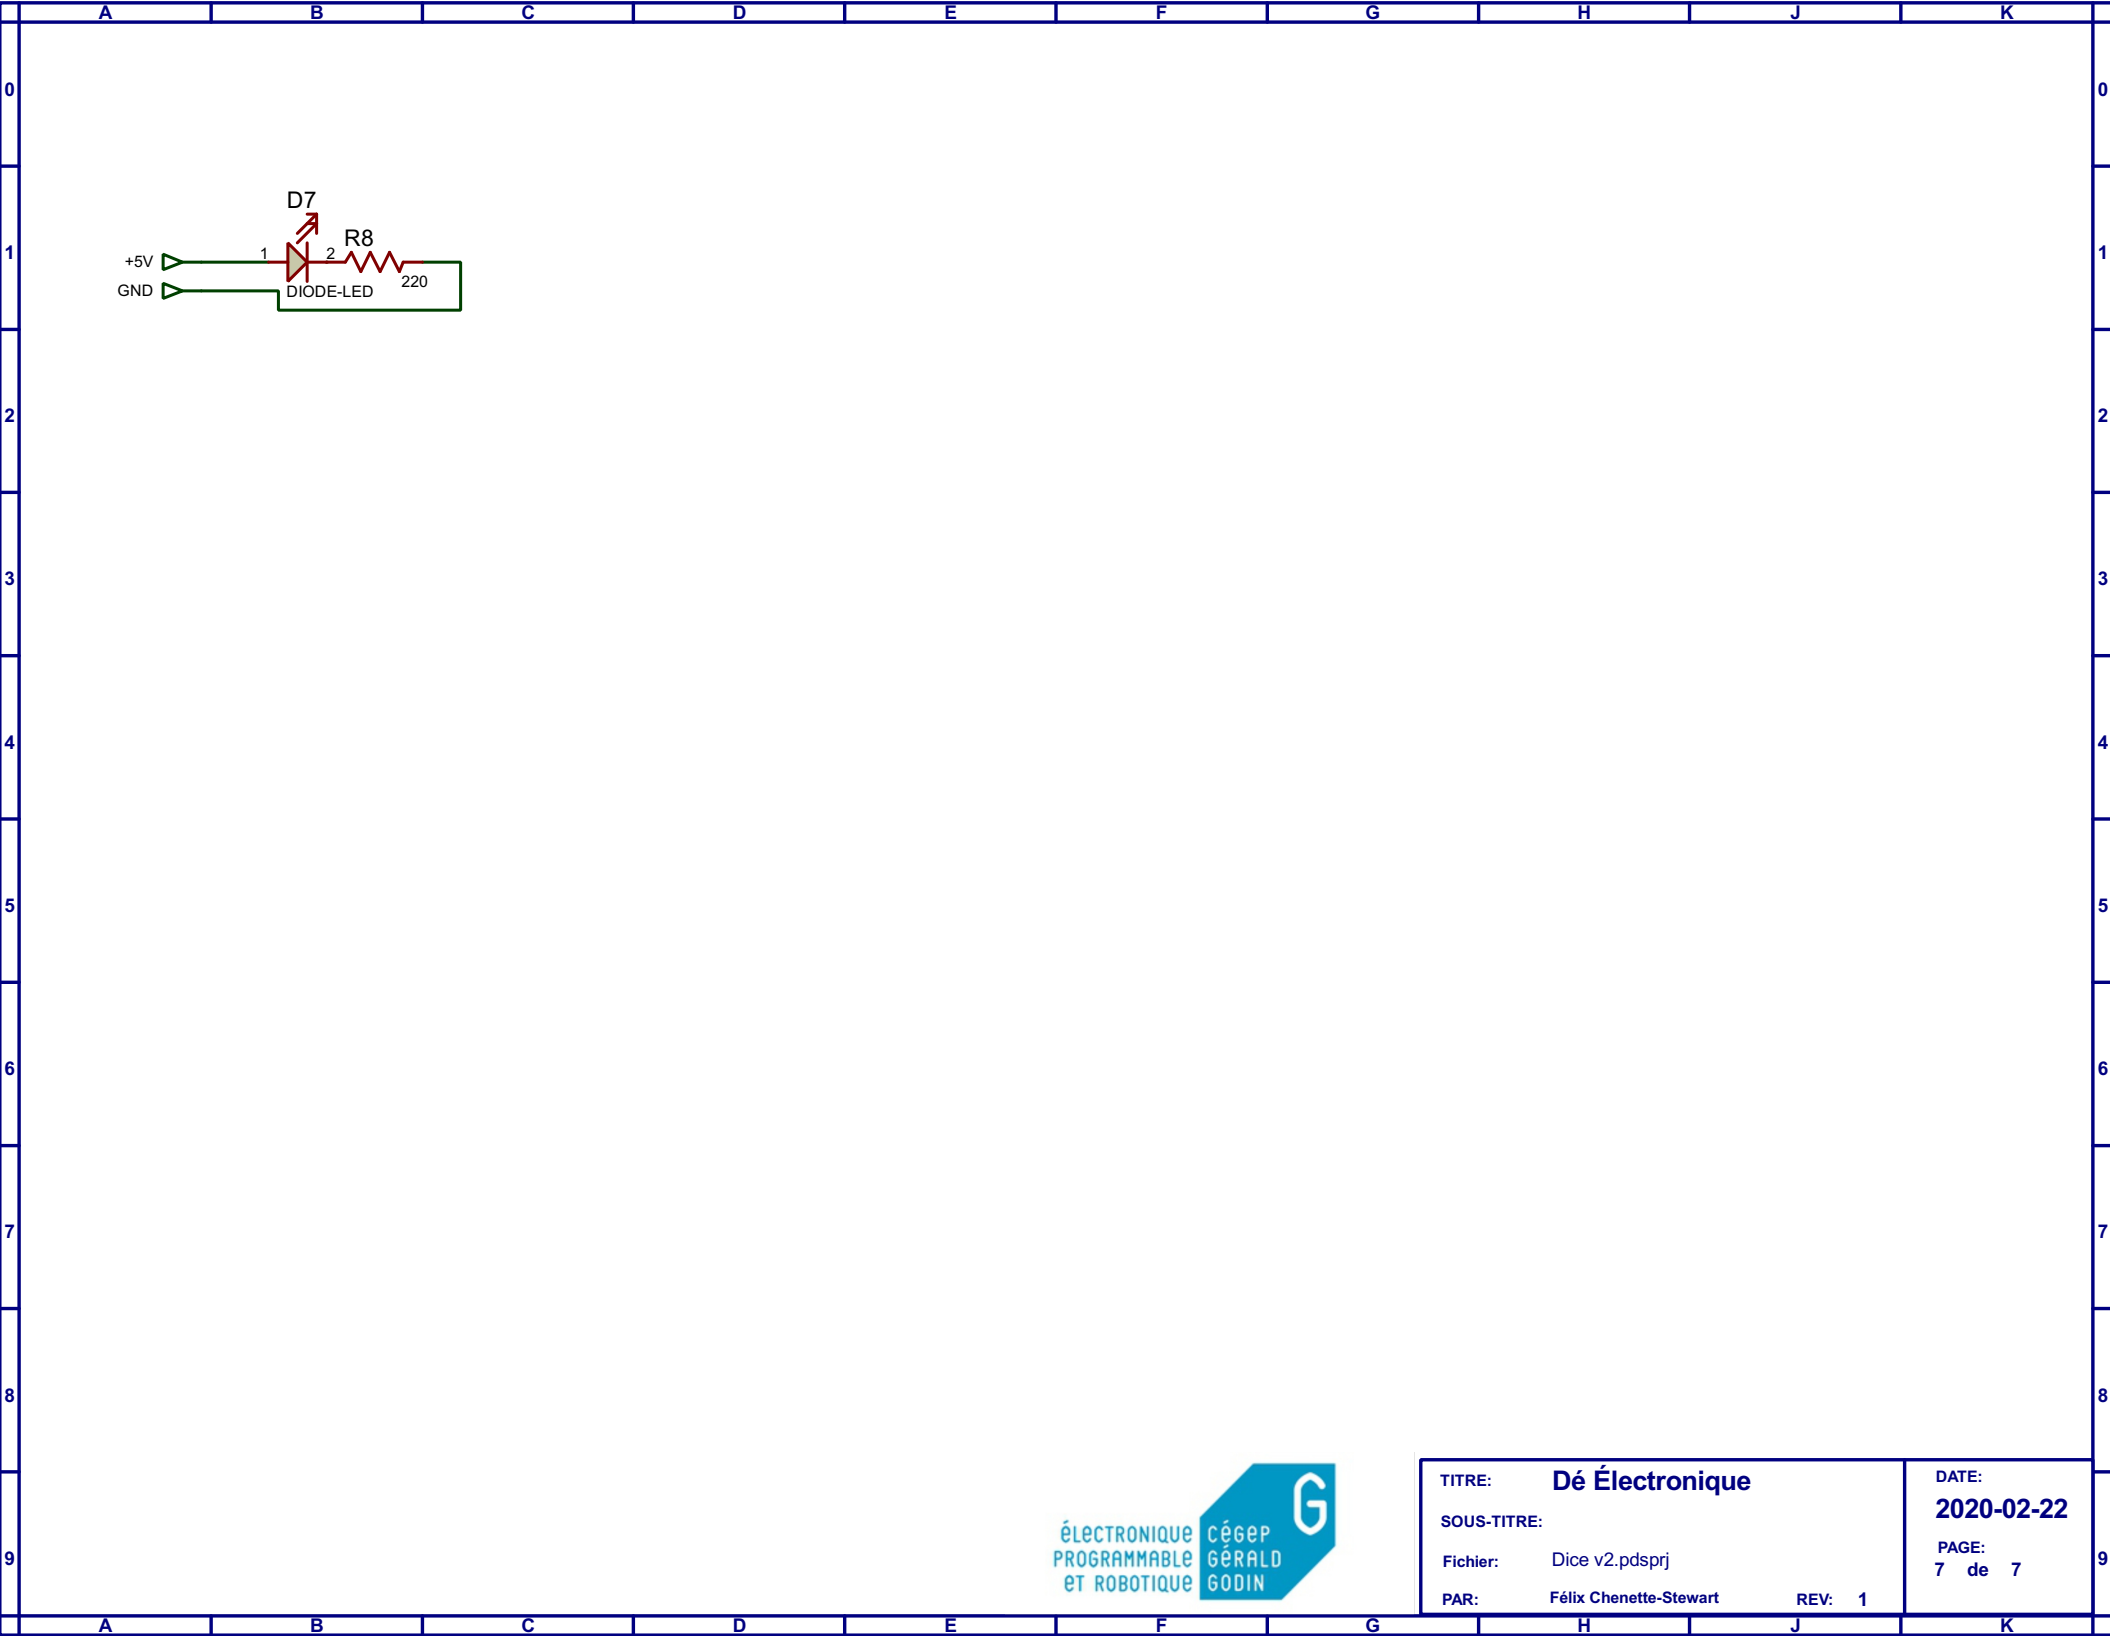 A B C D E F G H J K
0 0
D7
R8
1 1
+5V 1 2
220
GND DIODE-LED
2 2
3 3
4 4
5 5
6 6
7 7
8 8
G
TITRE: Dé Électronique
DATE:
2020-02-22
SOUS-TITRE:
éLeCTRONIQUe CéGeP
PROGRAMMABLe GéRALD
eT ROBOTIQUe GODIN
PAGE:
7 de 7
9 9
Fichier: Dice v2.pdsprj
PAR: Félix Chenette-Stewart REV: 1
A B C D E F G H J K